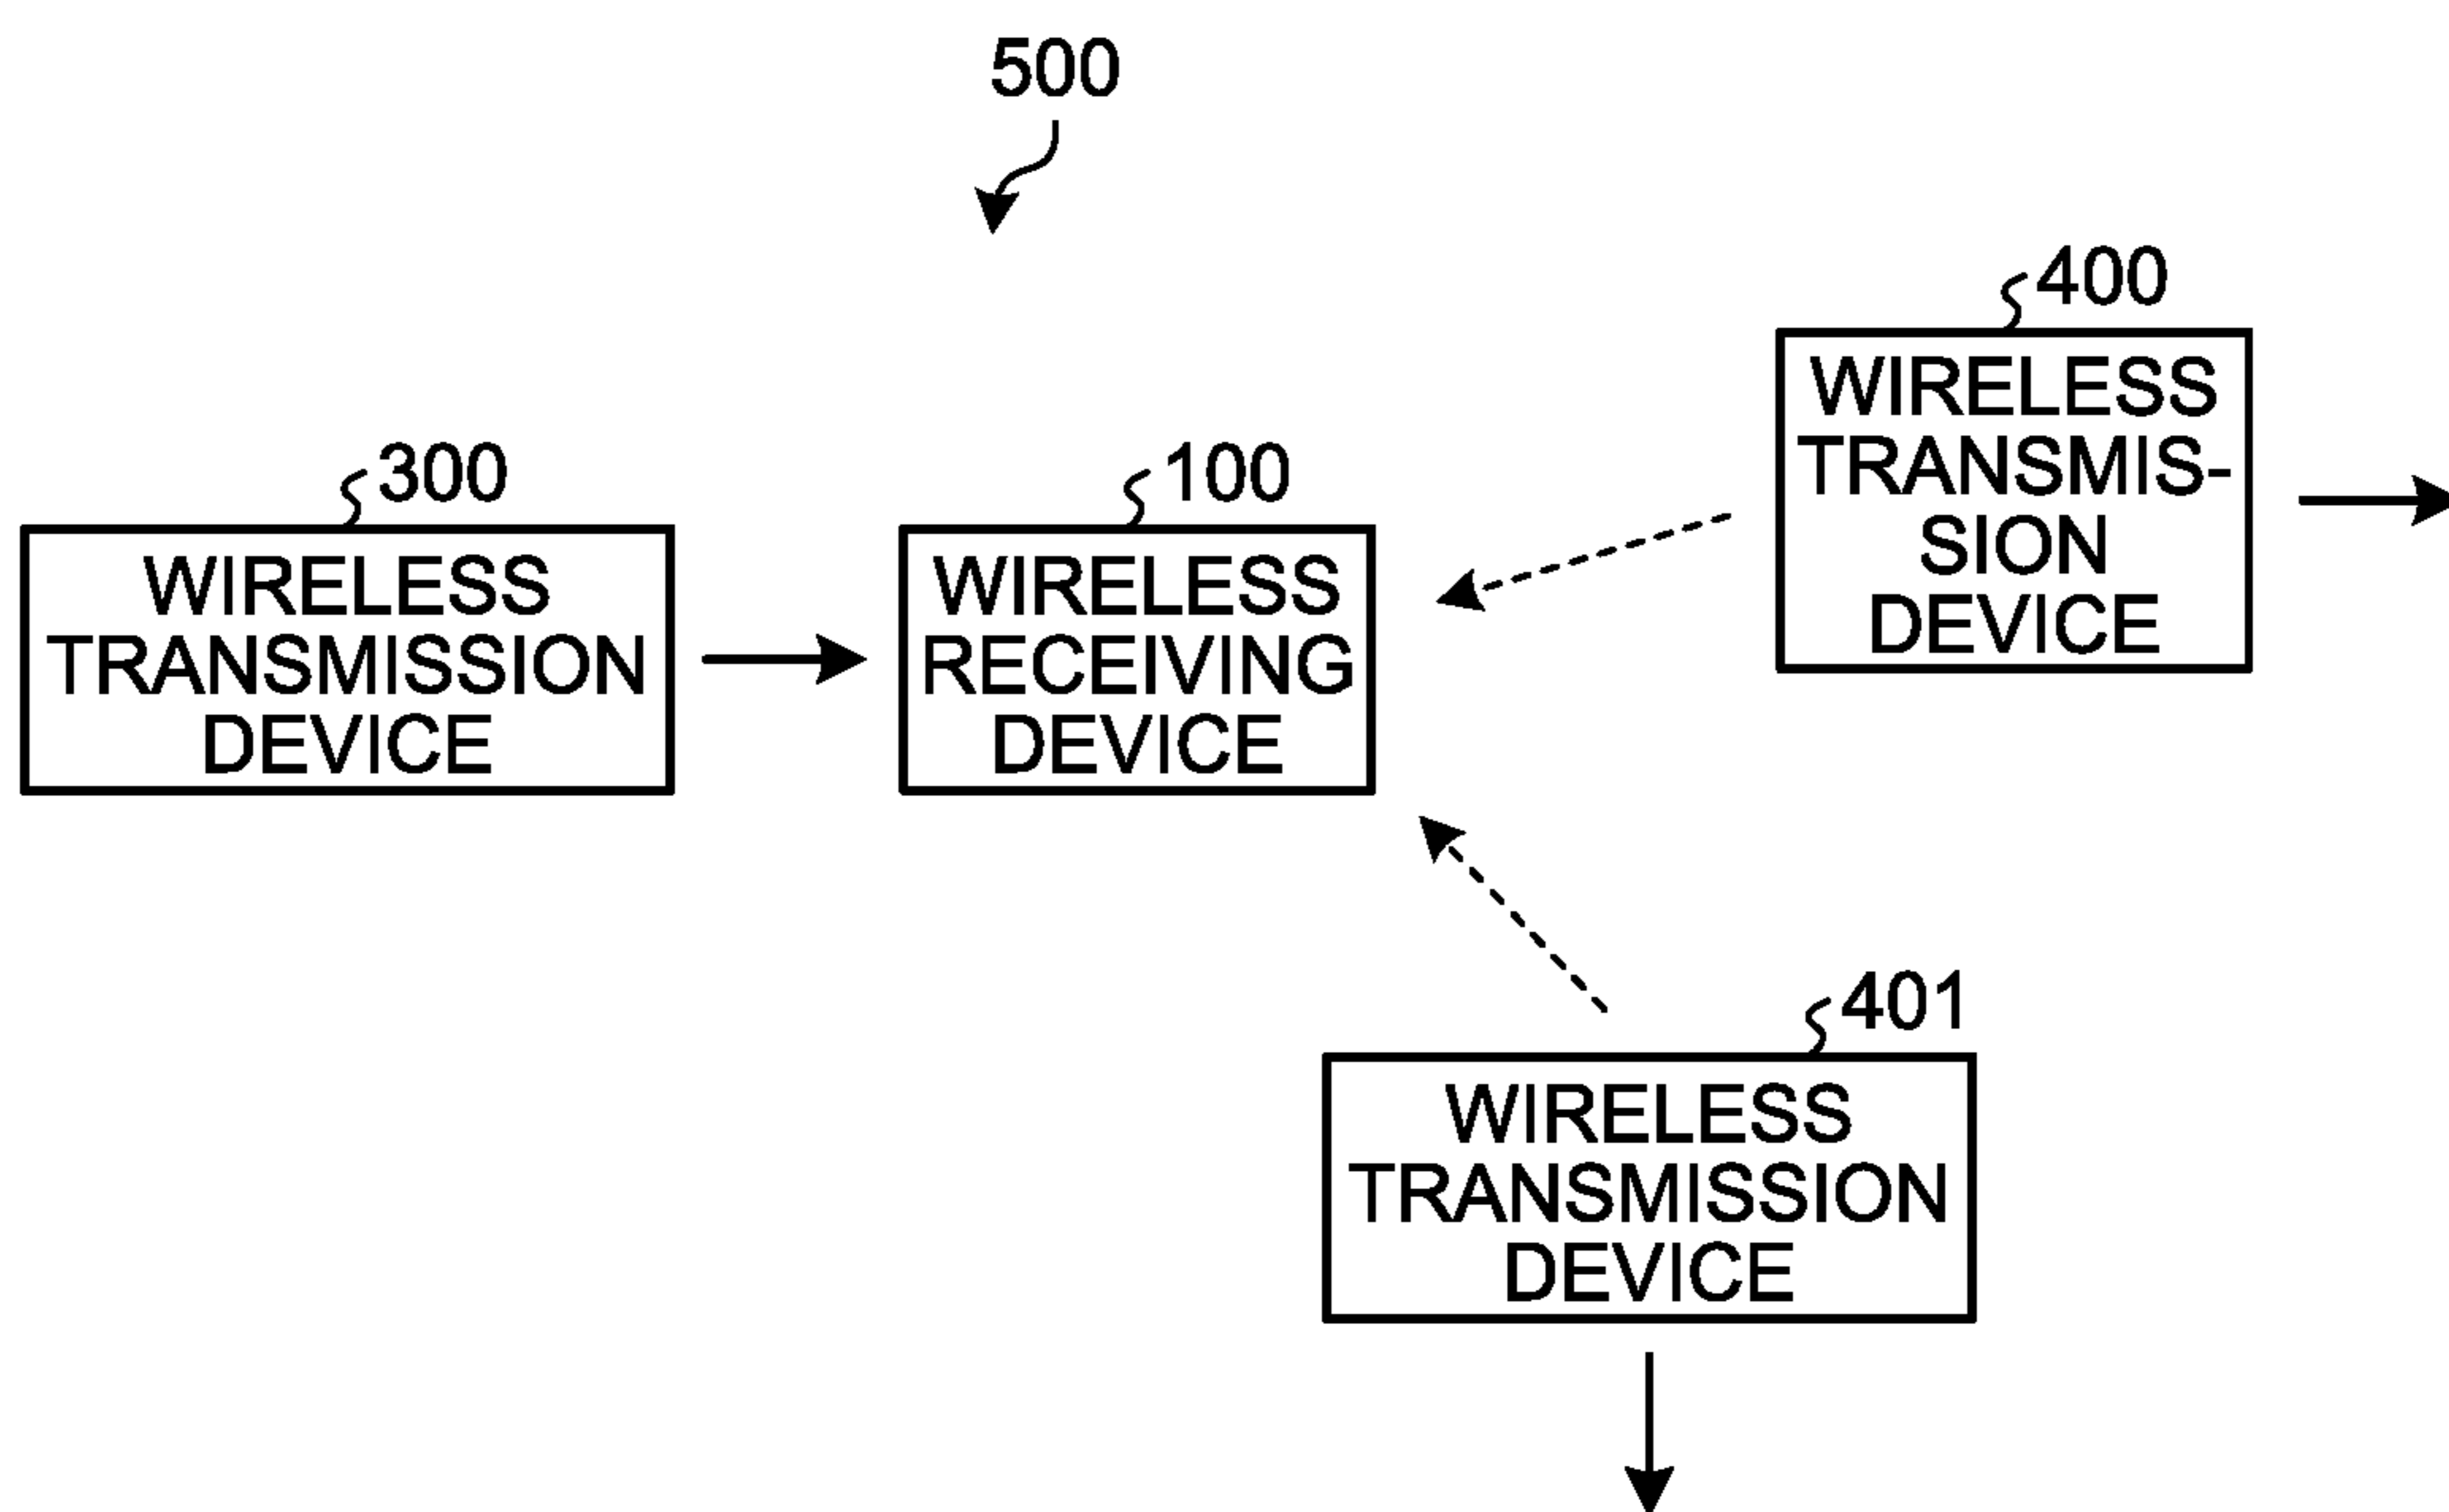 500
400
WIRELESS
TRANSMIS-
SION
DEVICE
300
WIRELESS
TRANSMISSION
DEVICE
100
WIRELESS
RECEIVING
DEVICE
401
WIRELESS
TRANSMISSION
DEVICE